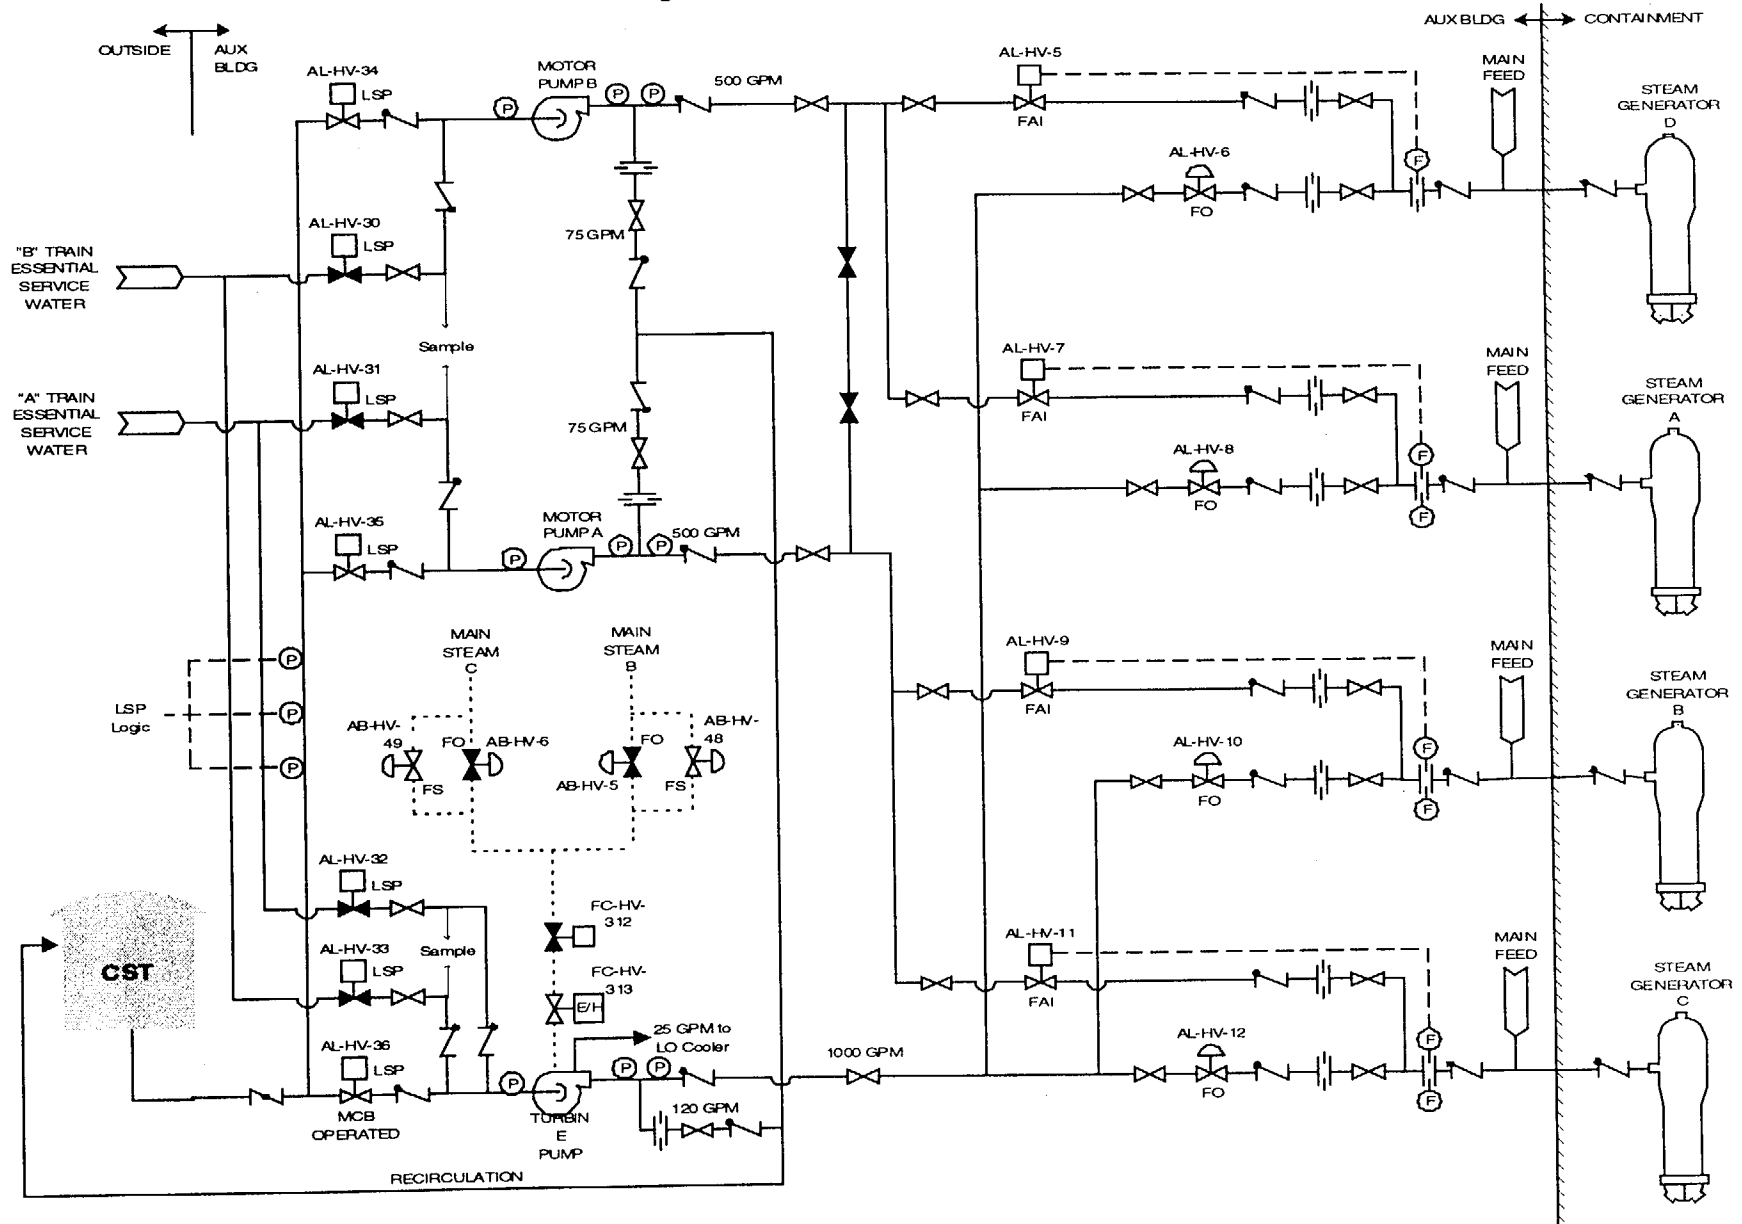 OUTSIDE
AUX
BLDG
AUX BLDG
CONTAINMENT
AL-HV-34
LSP
MOTOR
PUMP B
P
P
P
500 GPM
AL-HV-5
FAI
MAIN
FEED
STEAM
GENERATOR
D
AL-HV-6
FO
F
75 GPM
AL-HV-30
LSP
"B" TRAIN
ESSENTIAL
SERVICE
WATER
Sample
AL-HV-31
LSP
"A" TRAIN
ESSENTIAL
SERVICE
WATER
75 GPM
AL-HV-7
FAI
MAIN
FEED
STEAM
GENERATOR
A
AL-HV-8
FO
F
F
AL-HV-35
LSP
MOTOR
PUMP A
P
P
P
500 GPM
LSP
Logic
P
P
P
MAIN
STEAM
C
MAIN
STEAM
B
AB-HV-
49
FS
FO
AB-HV-6
FO
AB-HV-5
AB-HV-
48
FS
AL-HV-9
FAI
MAIN
FEED
STEAM
GENERATOR
B
AL-HV-10
FO
F
F
AL-HV-32
LSP
FC-HV-
312
AL-HV-33
LSP
Sample
FC-HV-
313
E/H
CST
AL-HV-11
FAI
MAIN
FEED
STEAM
GENERATOR
C
AL-HV-36
LSP
MCB
OPERATED
P
TURBIN
E
PUMP
25 GPM to
LO Cooler
P
P
120 GPM
1000 GPM
AL-HV-12
FO
F
F
RECIRCULATION